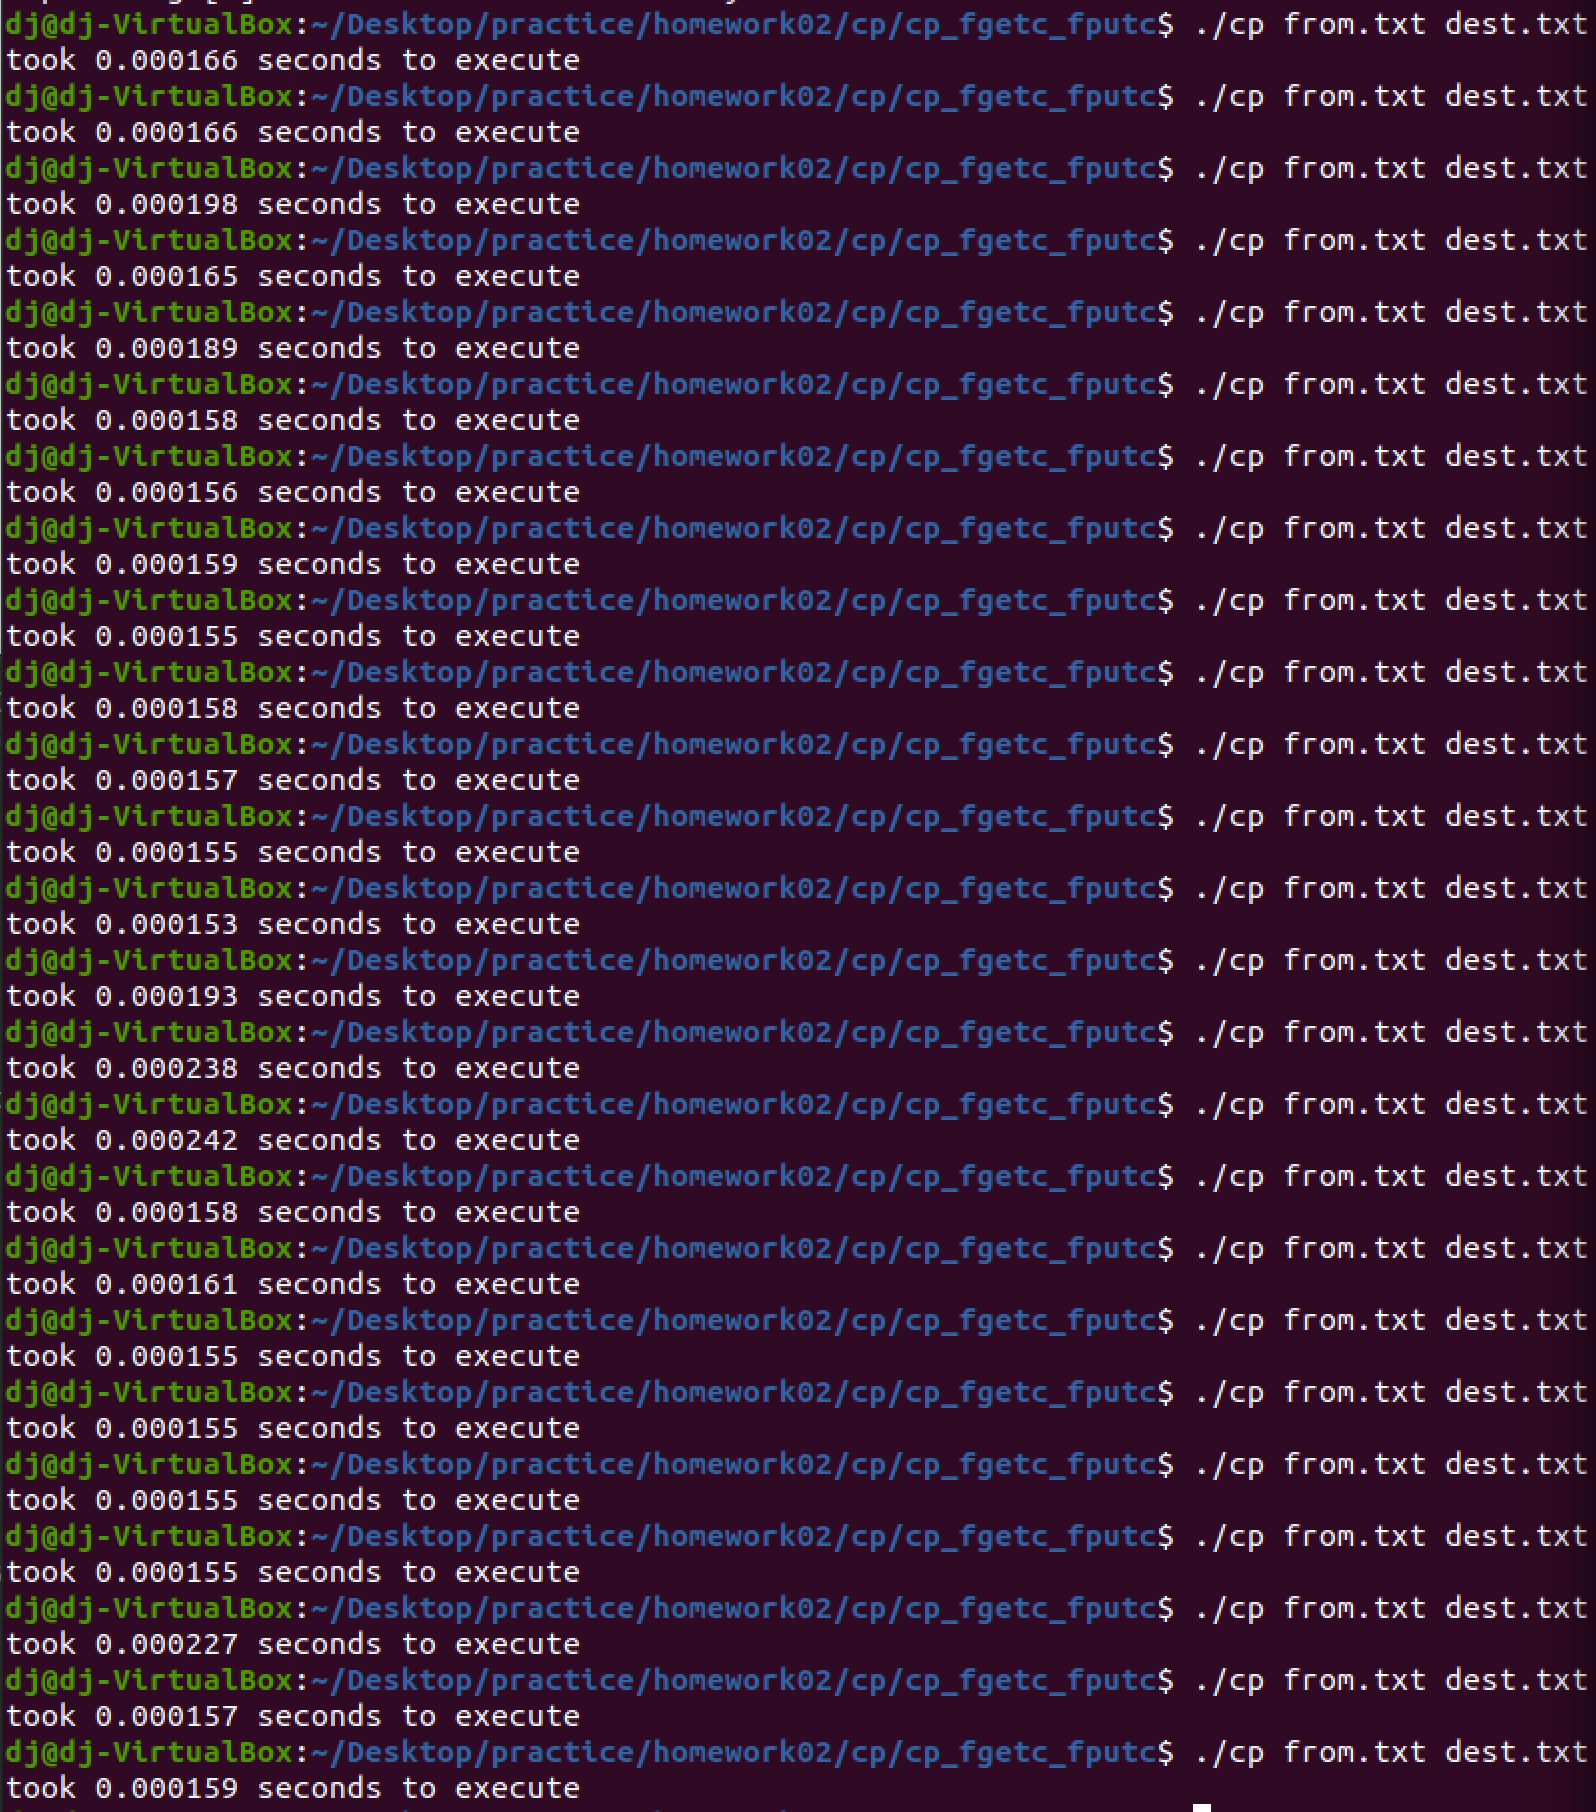 dj@dj-VirtualBox:~/Desktop/practice/homework02/cp/cp_fgetc_fputc$ ./cp from.txt dest.txt
took 0.000166 seconds to execute
dj@dj-VirtualBox:~/Desktop/practice/homework02/cp/cp_fgetc_fputc$ ./cp from.txt dest.txt
took 0.000166 seconds to execute
dj@dj-VirtualBox:~/Desktop/practice/homework02/cp/cp_fgetc_fputc$ ./cp from.txt dest.txt
took 0.000198 seconds to execute
dj@dj-VirtualBox:~/Desktop/practice/homework02/cp/cp_fgetc_fputc$ ./cp from.txt dest.txt
took 0.000165 seconds to execute
dj@dj-VirtualBox:~/Desktop/practice/homework02/cp/cp_fgetc_fputc$ ./cp from.txt dest.txt
took 0.000189 seconds to execute
dj@dj-VirtualBox:~/Desktop/practice/homework02/cp/cp_fgetc_fputc$ ./cp from.txt dest.txt
took 0.000158 seconds to execute
dj@dj-VirtualBox:~/Desktop/practice/homework02/cp/cp_fgetc_fputc$ ./cp from.txt dest.txt
took 0.000156 seconds to execute
dj@dj-VirtualBox:~/Desktop/practice/homework02/cp/cp_fgetc_fputc$ ./cp from.txt dest.txt
took 0.000159 seconds to execute
dj@dj-VirtualBox:~/Desktop/practice/homework02/cp/cp_fgetc_fputc$ ./cp from.txt dest.txt
took 0.000155 seconds to execute
dj@dj-VirtualBox:~/Desktop/practice/homework02/cp/cp_fgetc_fputc$ ./cp from.txt dest.txt
took 0.000158 seconds to execute
dj@dj-VirtualBox:~/Desktop/practice/homework02/cp/cp_fgetc_fputc$ ./cp from.txt dest.txt
took 0.000157 seconds to execute
dj@dj-VirtualBox:~/Desktop/practice/homework02/cp/cp_fgetc_fputc$ ./cp from.txt dest.txt
took 0.000155 seconds to execute
dj@dj-VirtualBox:~/Desktop/practice/homework02/cp/cp_fgetc_fputc$ ./cp from.txt dest.txt
took 0.000153 seconds to execute
dj@dj-VirtualBox:~/Desktop/practice/homework02/cp/cp_fgetc_fputc$ ./cp from.txt dest.txt
took 0.000193 seconds to execute
dj@dj-VirtualBox:~/Desktop/practice/homework02/cp/cp_fgetc_fputc$ ./cp from.txt dest.txt
took 0.000238 seconds to execute
dj@dj-VirtualBox:~/Desktop/practice/homework02/cp/cp_fgetc_fputc$ ./cp from.txt dest.txt
took 0.000242 seconds to execute
dj@dj-VirtualBox:~/Desktop/practice/homework02/cp/cp_fgetc_fputc$ ./cp from.txt dest.txt
took 0.000158 seconds to execute
dj@dj-VirtualBox:~/Desktop/practice/homework02/cp/cp_fgetc_fputc$ ./cp from.txt dest.txt
took 0.000161 seconds to execute
dj@dj-VirtualBox:~/Desktop/practice/homework02/cp/cp_fgetc_fputc$ ./cp from.txt dest.txt
took 0.000155 seconds to execute
dj@dj-VirtualBox:~/Desktop/practice/homework02/cp/cp_fgetc_fputc$ ./cp from.txt dest.txt
took 0.000155 seconds to execute
dj@dj-VirtualBox:~/Desktop/practice/homework02/cp/cp_fgetc_fputc$ ./cp from.txt dest.txt
took 0.000155 seconds to execute
dj@dj-VirtualBox:~/Desktop/practice/homework02/cp/cp_fgetc_fputc$ ./cp from.txt dest.txt
took 0.000155 seconds to execute
dj@dj-VirtualBox:~/Desktop/practice/homework02/cp/cp_fgetc_fputc$ ./cp from.txt dest.txt
took 0.000227 seconds to execute
dj@dj-VirtualBox:~/Desktop/practice/homework02/cp/cp_fgetc_fputc$ ./cp from.txt dest.txt
took 0.000157 seconds to execute
dj@dj-VirtualBox:~/Desktop/practice/homework02/cp/cp_fgetc_fputc$ ./cp from.txt dest.txt
took 0.000159 seconds to execute